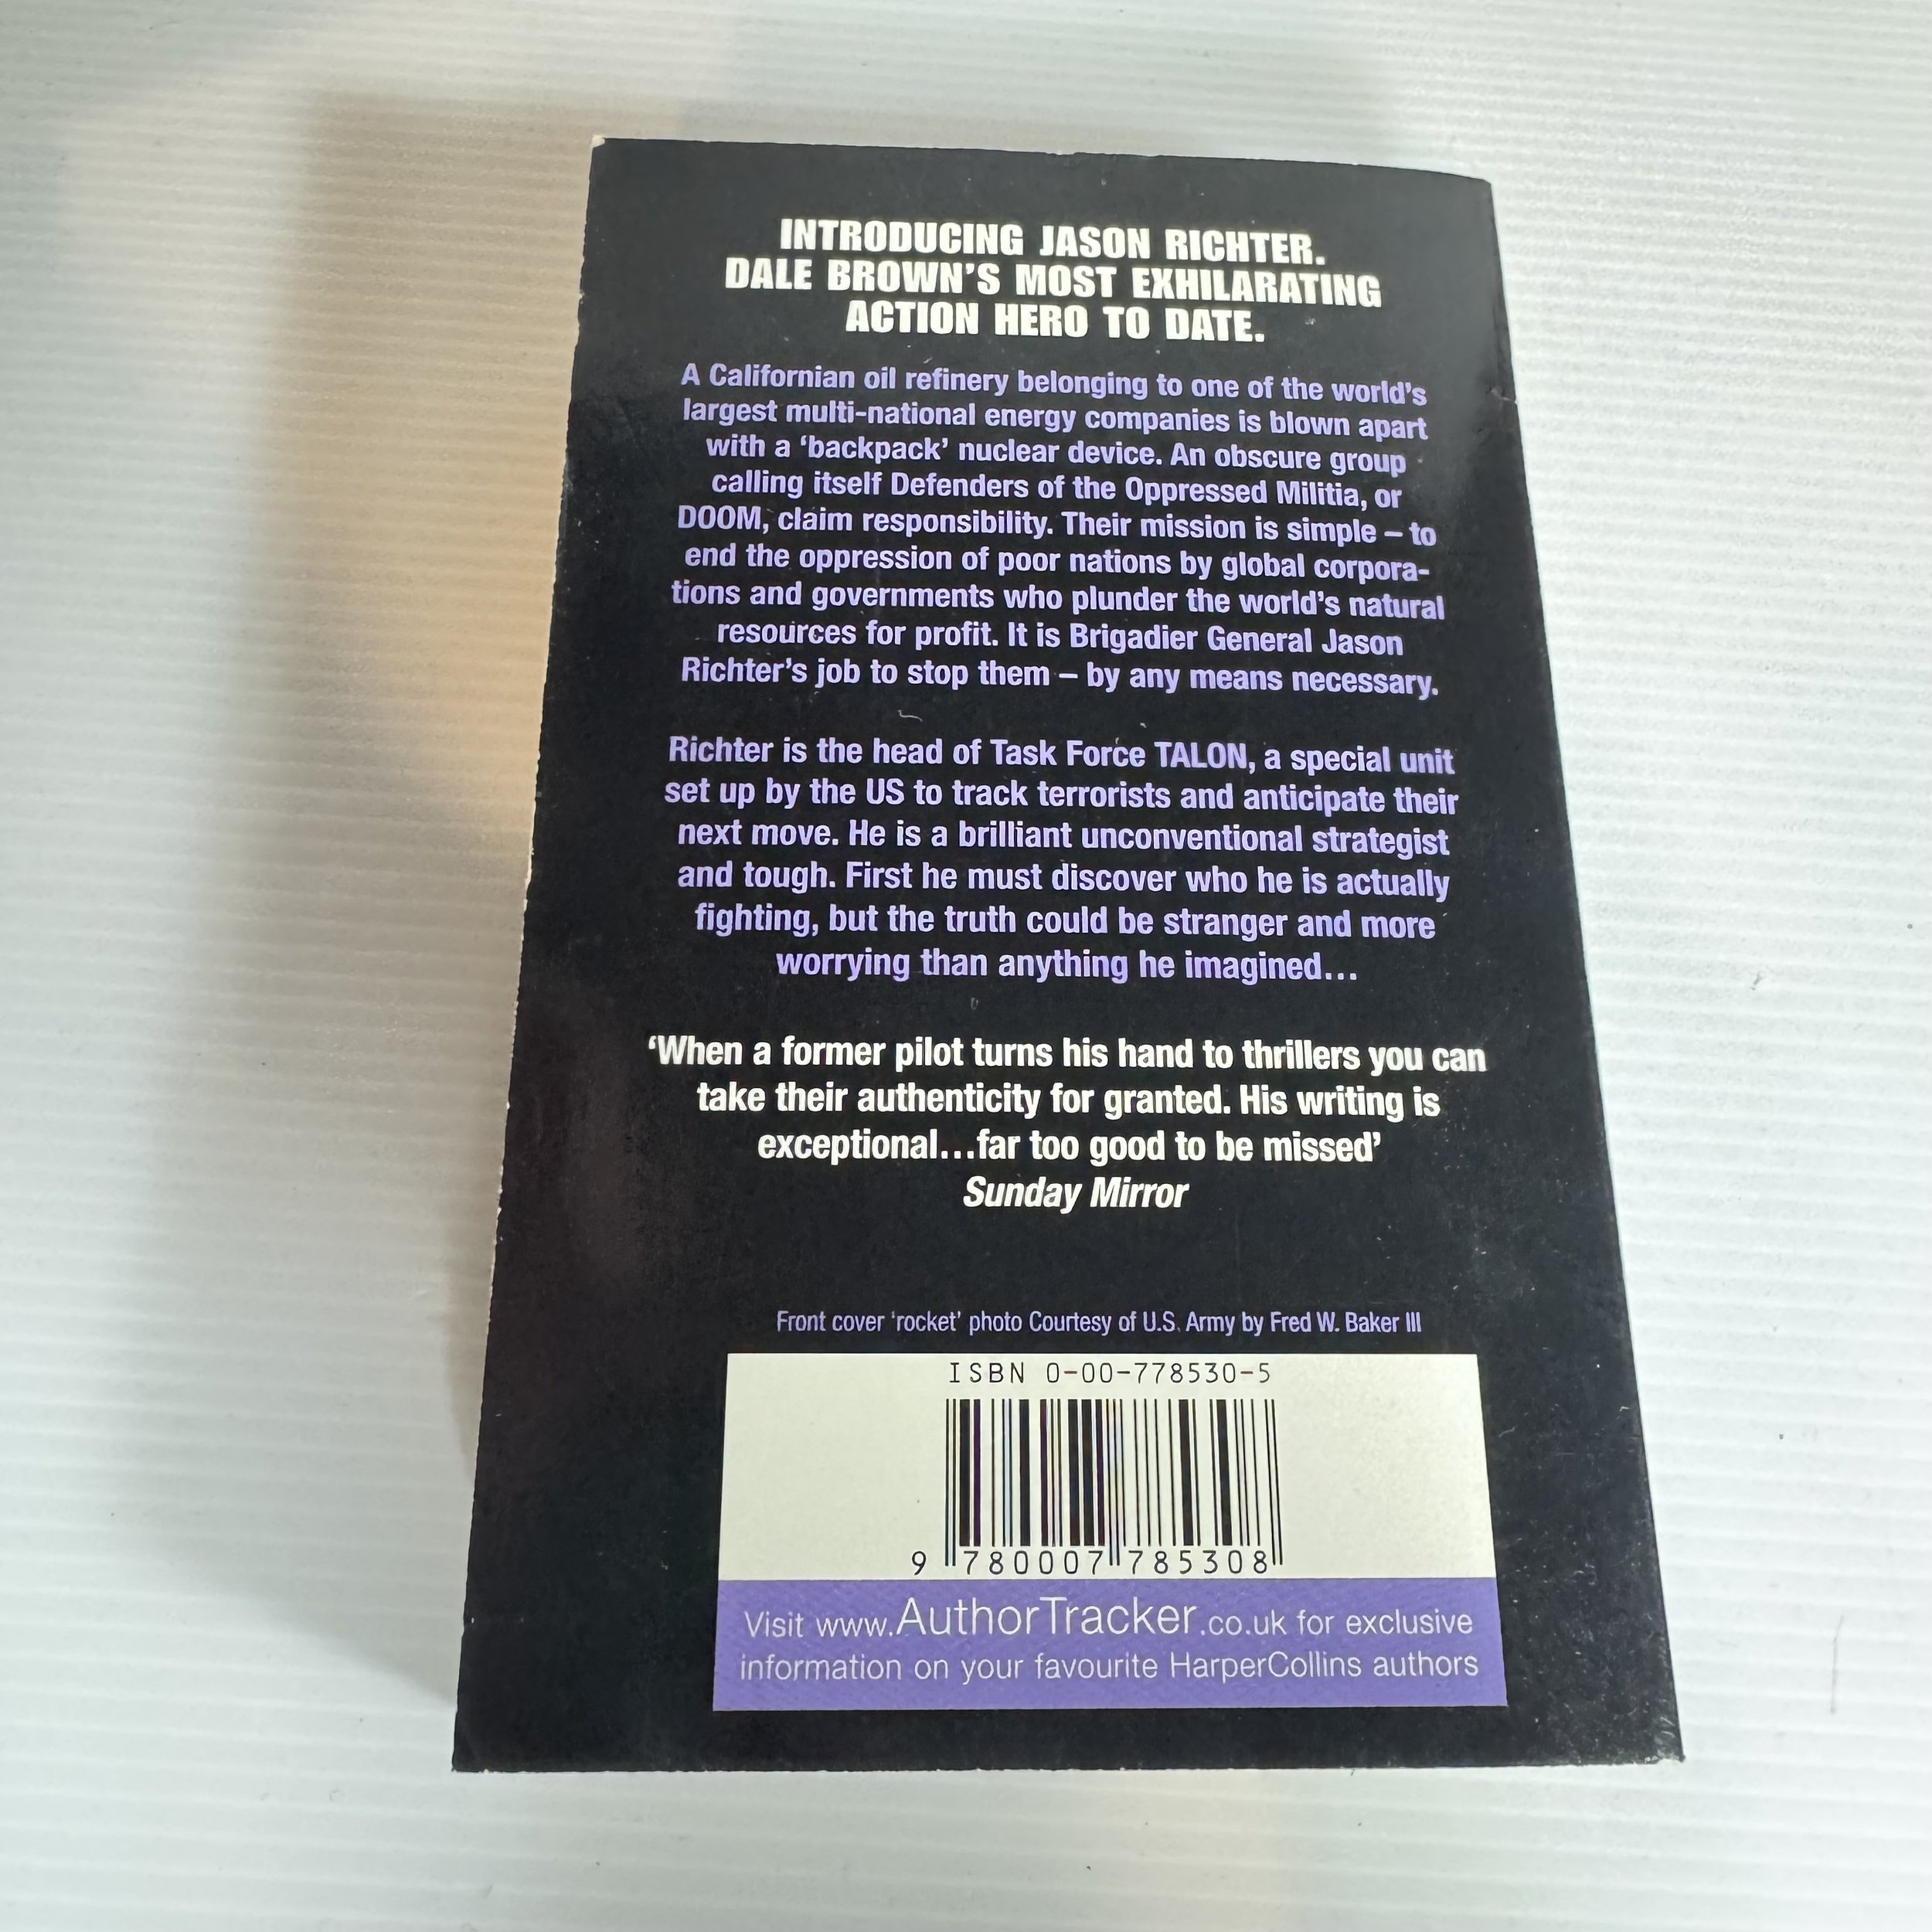 INTRODUCING JASON RICHTER.
DALE BROWN'S MOST EXHILARATING
ACTION HERO TO DATE.
A Californian oil refinery belonging to one of the world's
largest multi-national energy companies is blown apart
with a ‘backpack’ nuclear device. An obscure group
calling itself Defenders of the Oppressed Militia, or
DOOM, claim responsibility. Their mission is simple – to
end the oppression of poor nations by global corpora-
tions and governments who plunder the world's natural
resources for profit. It is Brigadier General Jason
Richter's job to stop them – by any means necessary.
Richter is the head of Task Force TALON, a special unit
set up by the US to track terrorists and anticipate their
next move. He is a brilliant unconventional strategist
and tough. First he must discover who he is actually
fighting, but the truth could be stranger and more
worrying than anything he imagined…
‘When a former pilot turns his hand to thrillers you can
take their authenticity for granted. His writing is
exceptional…far too good to be missed’
Sunday Mirror
Front cover ‘rocket’ photo Courtesy of U.S. Army by Fred W. Baker III
ISBN 0-00-778530-5
9 780007 785308
Visit www.AuthorTracker.co.uk for exclusive
information on your favourite HarperCollins authors